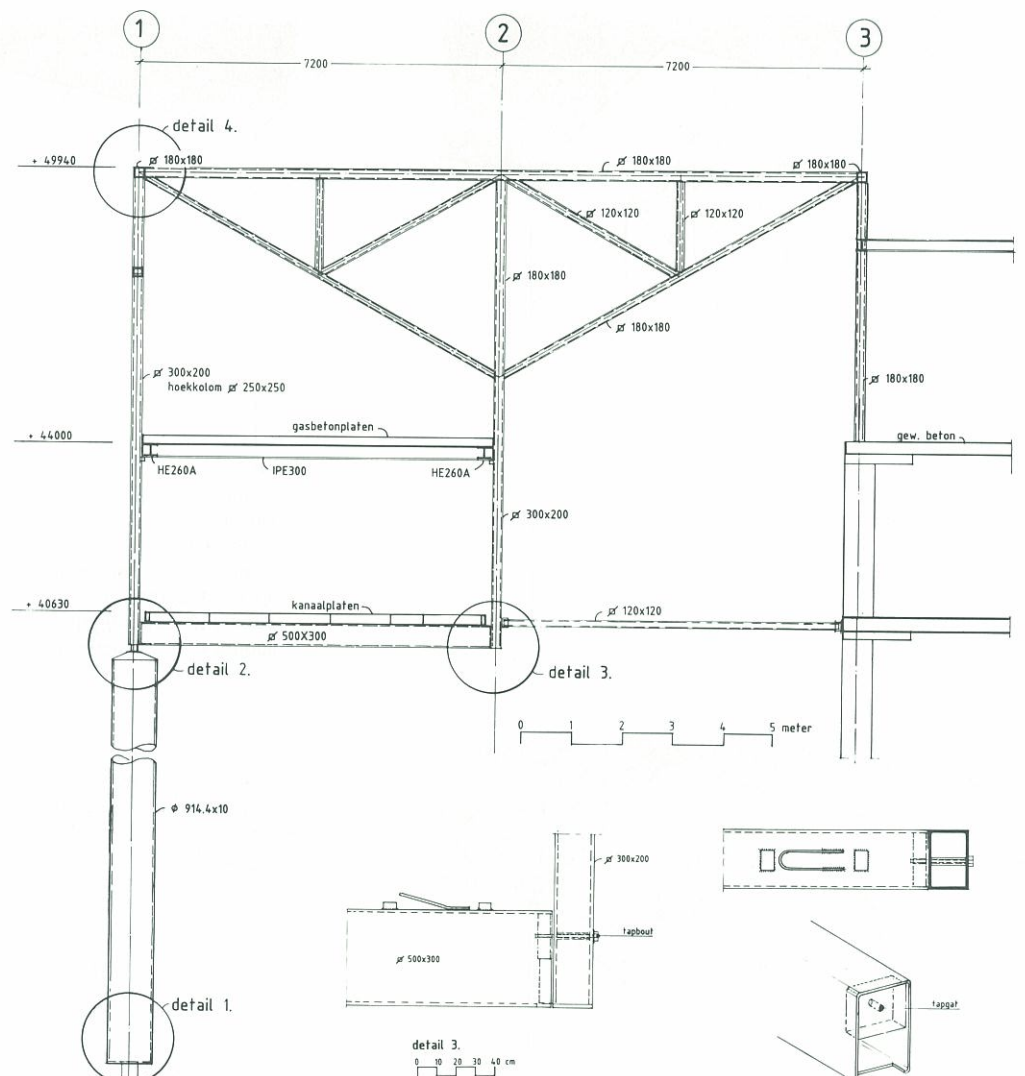 1
2
3
7200
7200
detail 4.
+ 49940
⌀ 180x180
⌀ 180x180
⌀ 180x180
⌀ 120x120
⌀ 120x120
⌀ 180x180
⌀ 180x180
⌀ 300x200
hoekkolom ⌀ 250x250
⌀ 180x180
+ 44000
gasbetonplaten
gew. beton
HE260A
IPE300
HE260A
⌀ 300x200
+ 40630
kanaalplaten
⌀ 120x120
⌀ 500X300
detail 2.
detail 3.
0 1 2 3 4 5 meter
φ 914.4x10
⌀ 300x200
tapbout
⌀ 500x300
detail 1.
tapgat
detail 3.
0 10 20 30 40 cm